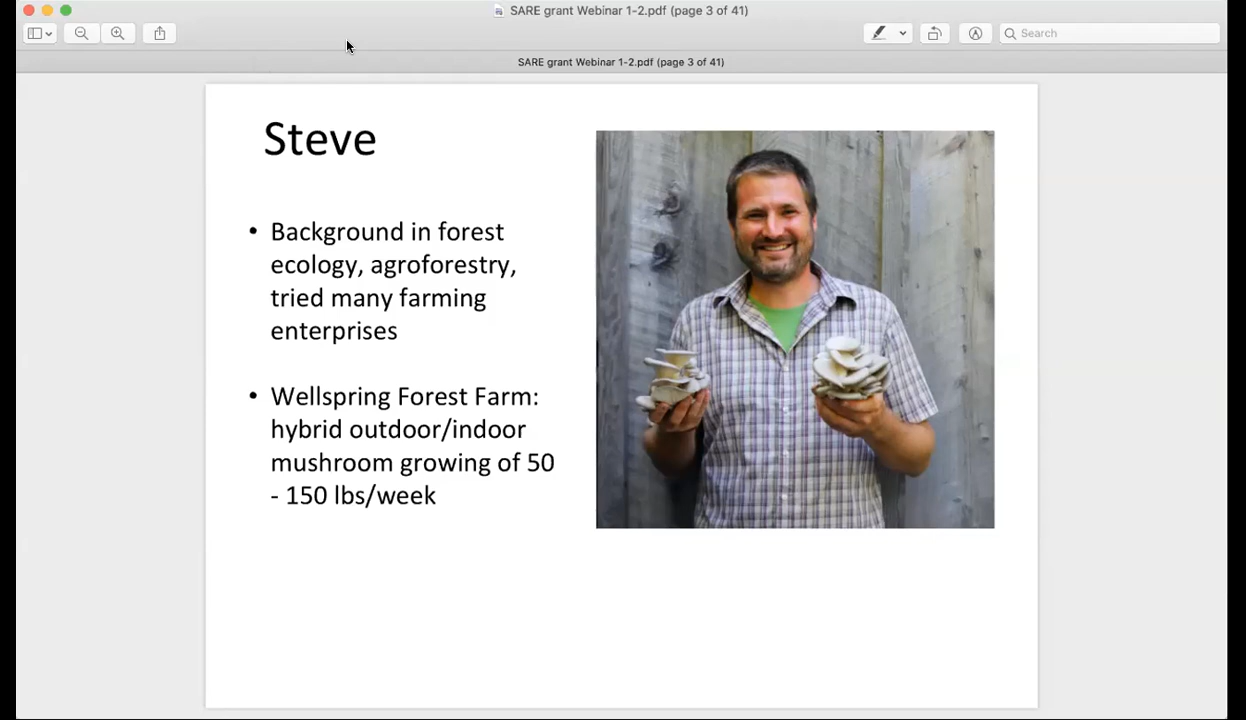 SARE grant Webinar 1-2.pdf (page 3 of 41)
Search
SARE grant Webinar 1-2.pdf (page 3 of 41)
Steve
• Background in forest
ecology, agroforestry,
tried many farming
enterprises
• Wellspring Forest Farm:
hybrid outdoor/indoor
mushroom growing of 50
- 150 lbs/week